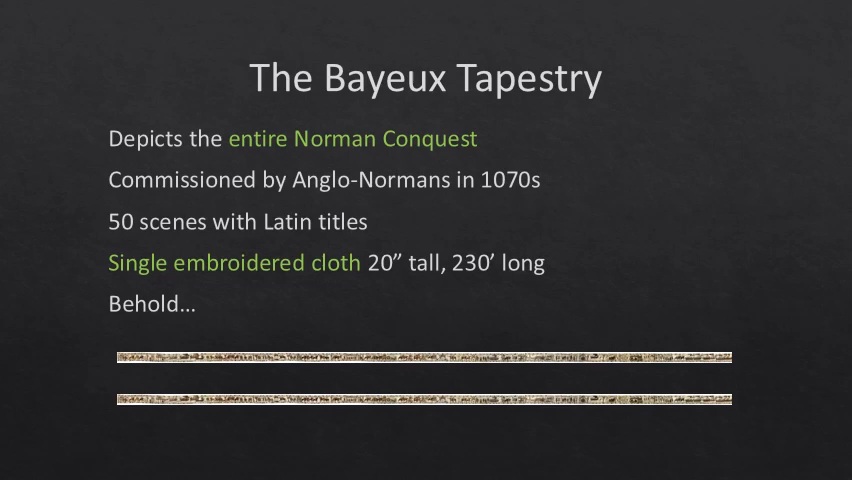 The Bayeux Tapestry
Depicts the entire Norman Conquest
Commissioned by Anglo-Normans in 1070s
50 scenes with Latin titles
Single embroidered cloth 20” tall, 230’ long
Behold…